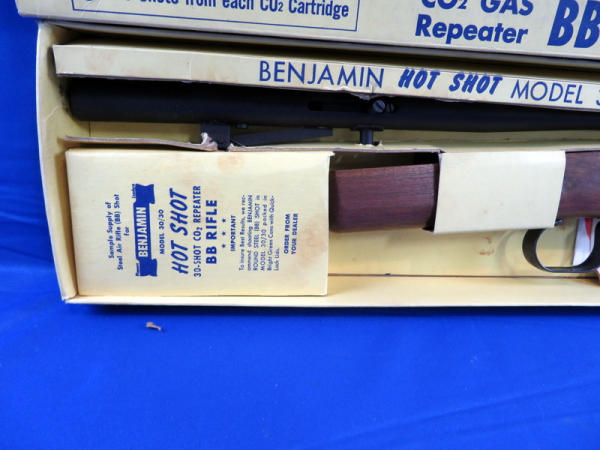 Shots from each CO2 Cartridge
CO2 GAS
Repeater BB
BENJAMIN HOT SHOT MODEL 3
Sample Supply of
Steel Air Rifle (BB) Shot
for
BENJAMIN
MODEL 30/30
HOT SHOT
30-SHOT CO2 REPEATER
BB RIFLE
★ ★ ★
IMPORTANT
To Insure Best Results, we rec-
ommend shooting BENJAMIN
ROUND STEEL (BB) SHOT in
MODEL 30/30 packed in
Bright Green Cans with Quick-
Lock Lids.
ORDER FROM
YOUR DEALER